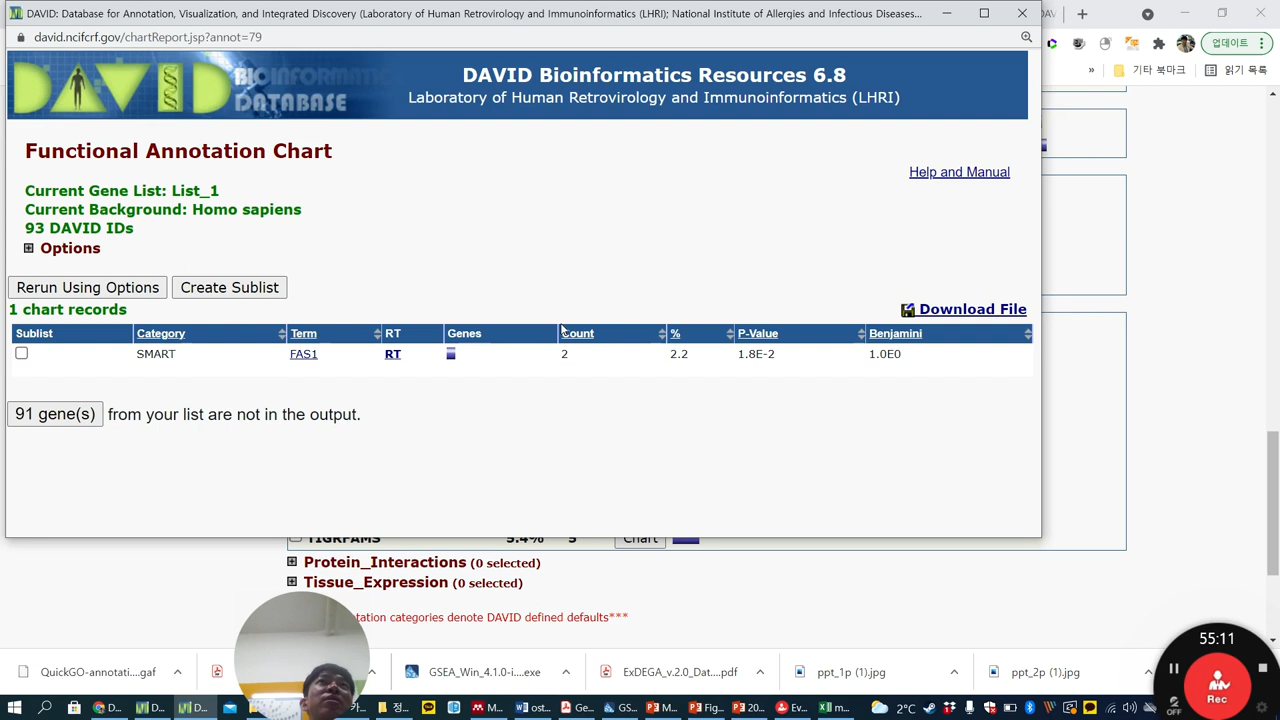 DAVID: Database for Annotation, Visualization, and Integrated Discovery (Laboratory of Human Retrovirology and Immunoinformatics (LHRI); National Institute of Allergies and Infectious Diseases...
david.ncifcrf.gov/chartReport.jsp?annot=79
업데이트
»
기타 북마크
읽기 목록
DAVID BIOINFORMATICS DATABASE
DAVID Bioinformatics Resources 6.8
Laboratory of Human Retrovirology and Immunoinformatics (LHRI)
Functional Annotation Chart
Help and Manual
Current Gene List: List_1
Current Background: Homo sapiens
93 DAVID IDs
Options
Rerun Using Options Create Sublist
1 chart records
Download File
Sublist Category Term RT Genes Count % P-Value Benjamini
SMART FAS1 RT 2 2.2 1.8E-2 1.0E0
91 gene(s) from your list are not in the output.
TIGRFAMS 5.4% 5 Chart
Protein_Interactions (0 selected)
Tissue_Expression (0 selected)
tation categories denote DAVID defined defaults***
55:11
Rec
OFF
QuickGO-annotati....gaf
GSEA_Win_4.1.0-i....exe
ExDEGA_v.2.0_Dat....pdf
ppt_1p (1).jpg
ppt_2p (1).jpg
2°C